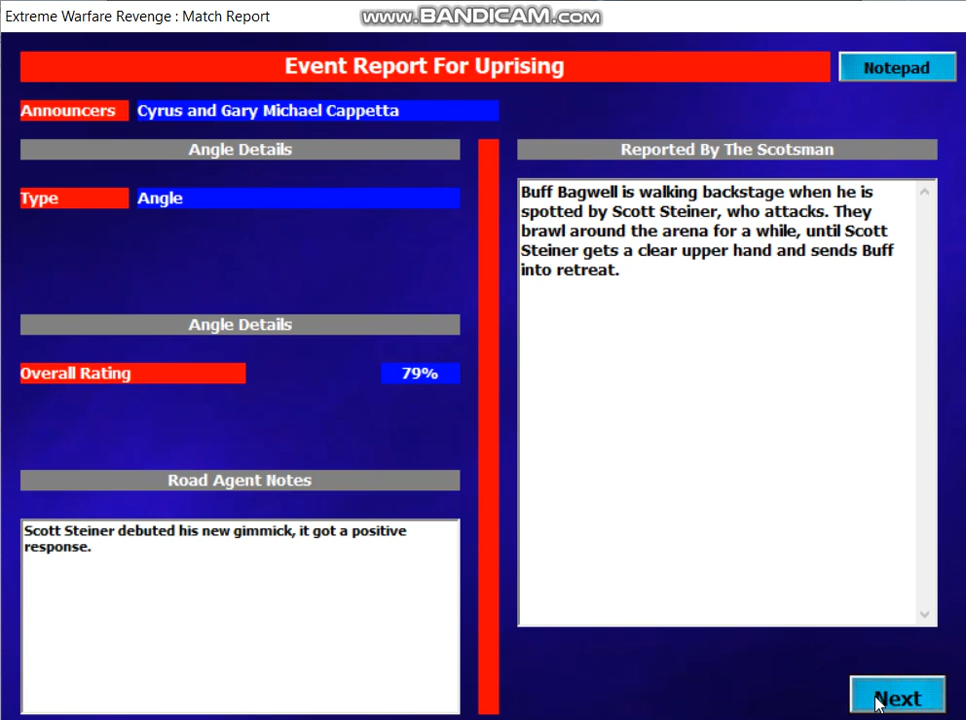 Extreme Warfare Revenge : Match Report
www.BANDICAM.com
Event Report For Uprising
Notepad
Announcers
Cyrus and Gary Michael Cappetta
Angle Details
Type
Angle
Angle Details
Overall Rating
79%
Road Agent Notes
Scott Steiner debuted his new gimmick, it got a positive
response.
Reported By The Scotsman
Buff Bagwell is walking backstage when he is
spotted by Scott Steiner, who attacks. They
brawl around the arena for a while, until Scott
Steiner gets a clear upper hand and sends Buff
into retreat.
Next